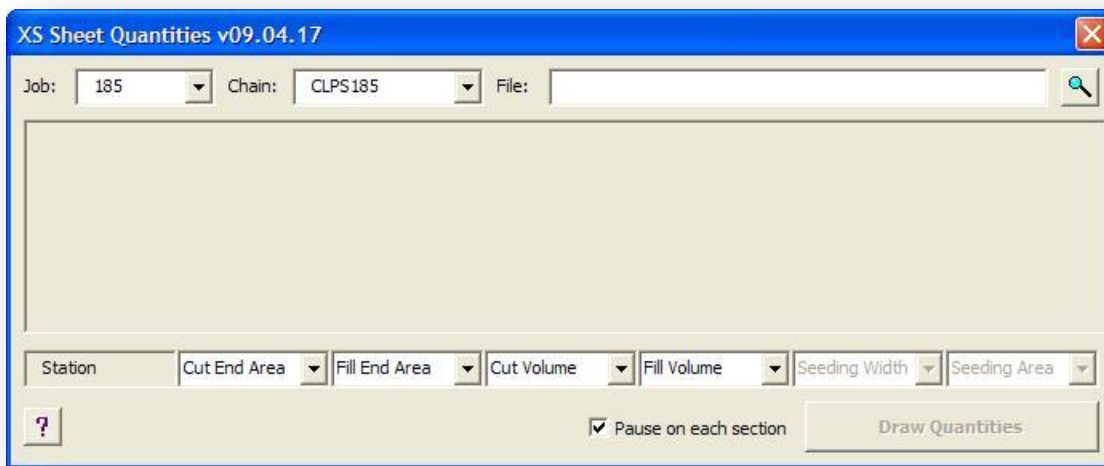 XS Sheet Quantities v09.04.17
Job: 185 Chain: CLPS185 File:
Station Cut End Area Fill End Area Cut Volume Fill Volume Seeding Width Seeding Area
? Pause on each section Draw Quantities